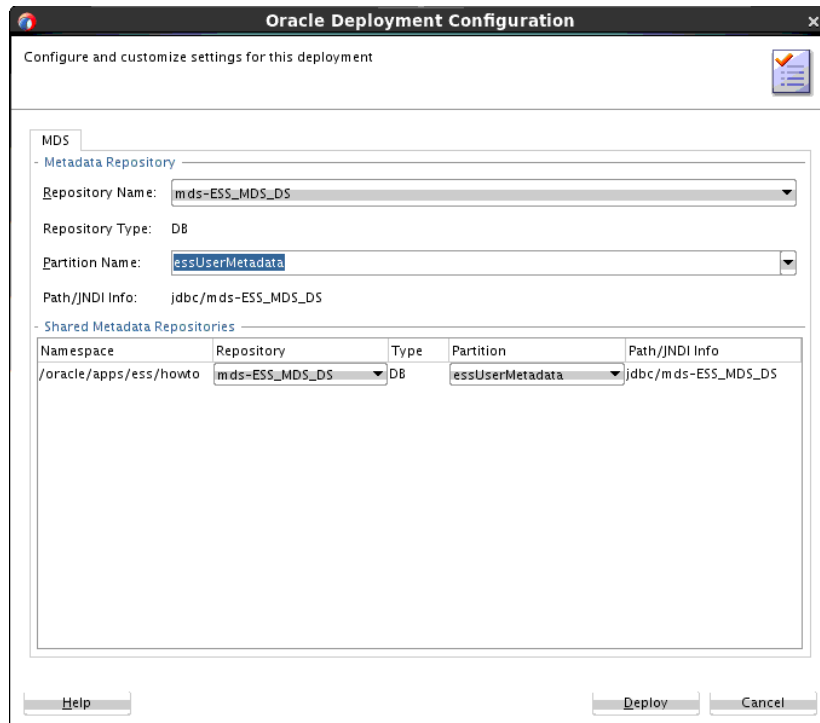 Oracle Deployment Configuration
Configure and customize settings for this deployment
MDS
Metadata Repository
Repository Name: mds-ESS_MDS_DS
Repository Type: DB
Partition Name: essUserMetadata
Path/JNDI Info: jdbc/mds-ESS_MDS_DS
Shared Metadata Repositories
Namespace Repository Type Partition Path/JNDI Info
/oracle/apps/ess/howto mds-ESS_MDS_DS DB essUserMetadata jdbc/mds-ESS_MDS_DS
Help Deploy Cancel